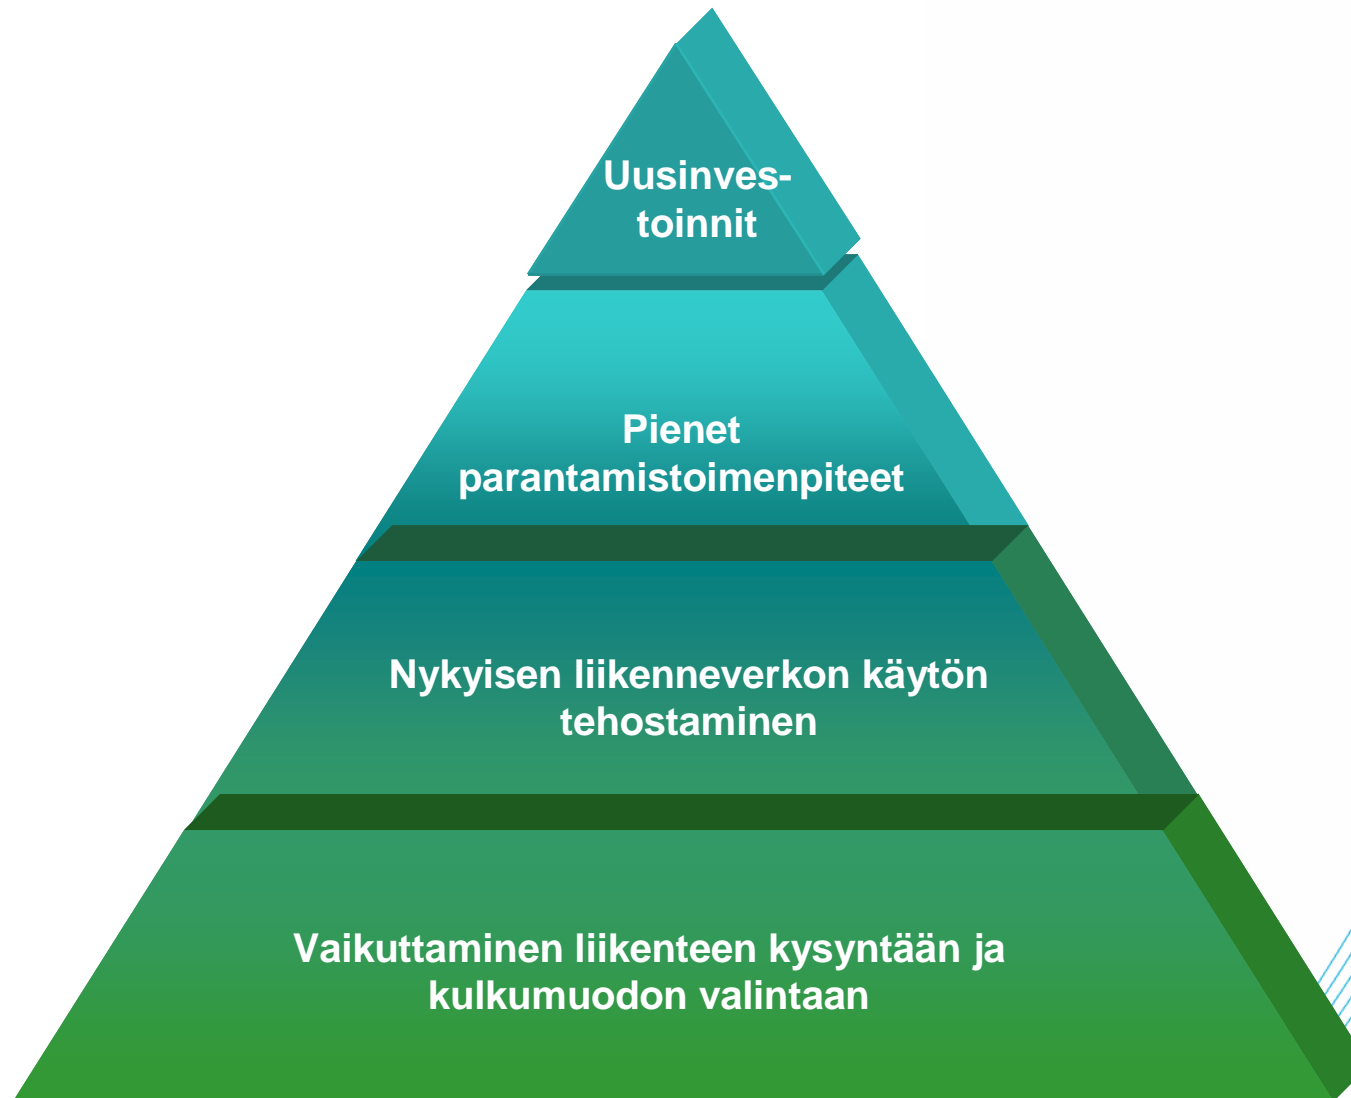 Uusinves-
toinnit
Pienet
parantamistoimenpiteet
Nykyisen liikenneverkon käytön
tehostaminen
Vaikuttaminen liikenteen kysyntään ja
kulkumuodon valintaan